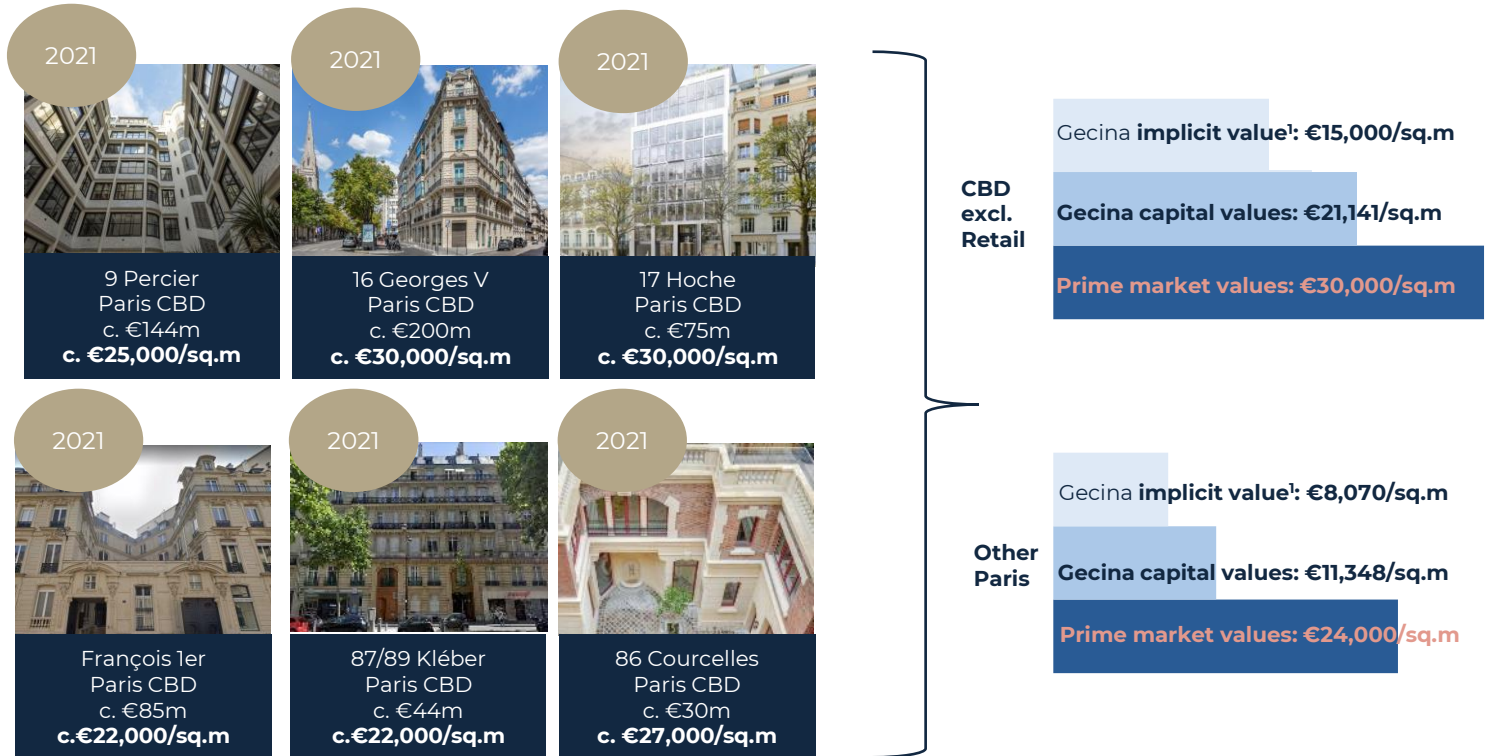 2021
2021
2021
9 Percier
Paris CBD
c. €144m
c. €25,000/sq.m
16 Georges V
Paris CBD
c. €200m
c. €30,000/sq.m
17 Hoche
Paris CBD
c. €75m
c. €30,000/sq.m
2021
2021
2021
François 1er
Paris CBD
c. €85m
c.€22,000/sq.m
87/89 Kléber
Paris CBD
c. €44m
c.€22,000/sq.m
86 Courcelles
Paris CBD
c. €30m
c. €27,000/sq.m
CBD
excl.
Retail
Gecina implicit value¹: €15,000/sq.m
Gecina capital values: €21,141/sq.m
Prime market values: €30,000/sq.m
Other
Paris
Gecina implicit value¹: €8,070/sq.m
Gecina capital values: €11,348/sq.m
Prime market values: €24,000/sq.m